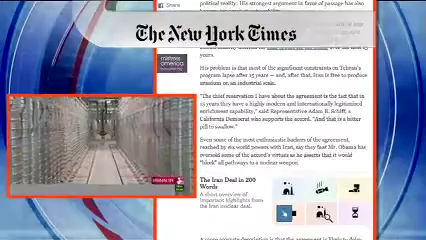 political reality. His strongest argument in favor of passage has also
Share
The New York Times
His problem is that most of the significant constraints on Tehran's
program lapse after 15 years — and, after that, Iran is free to produce
uranium on an industrial scale.
mistress
america
"The chief reservation I have about the agreement is the fact that in
15 years they have a highly modern and internationally legitimized
enrichment capability," said Representative Adam B. Schiff, a
California Democrat who supports the accord. "And that is a bitter
pill to swallow."
Even some of the most enthusiastic backers of the agreement,
reached by six world powers with Iran, say they fear Mr. Obama has
oversold some of the accord's virtues as he asserts that it would
"block" all pathways to a nuclear weapon.
The Iran Deal in 200
Words
A short overview of
important highlights from
the Iran nuclear deal.